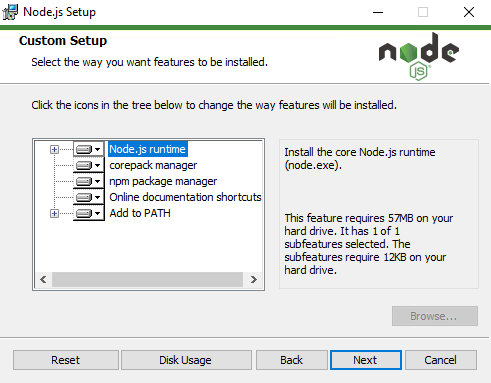 Node.js Setup
Custom Setup
Select the way you want features to be installed.
node
JS
Click the icons in the tree below to change the way features will be installed.
Node.js runtime
corepack manager
npm package manager
Online documentation shortcuts
Add to PATH
Install the core Node.js runtime
(node.exe).
This feature requires 57MB on your
hard drive. It has 1 of 1
subfeatures selected. The
subfeatures require 12KB on your
hard drive.
Browse...
Reset
Disk Usage
Back
Next
Cancel